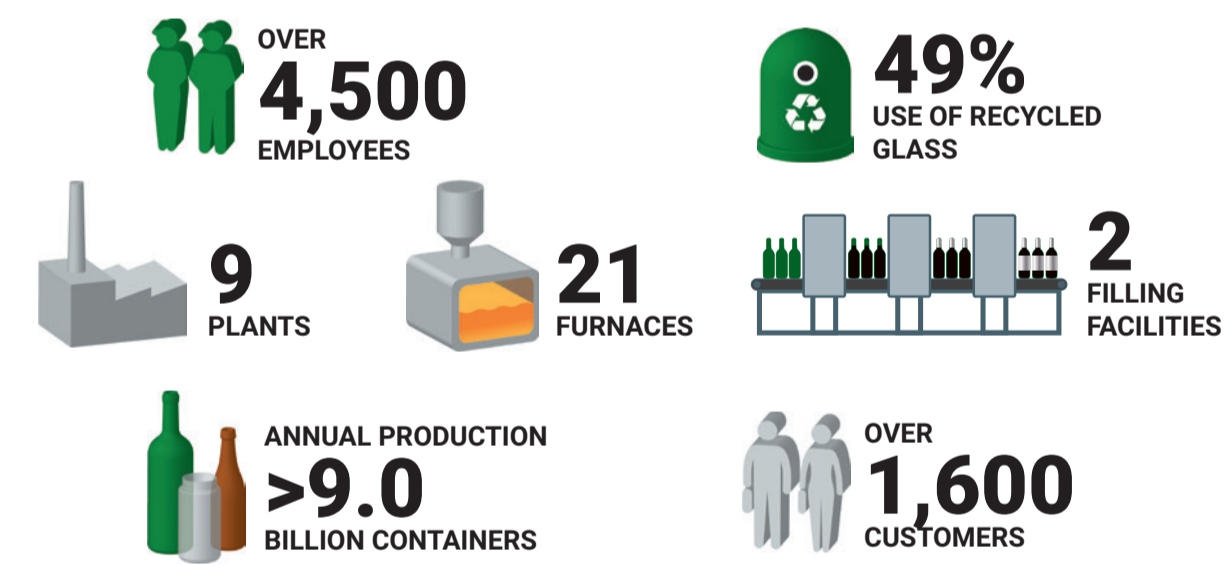 OVER
4,500
EMPLOYEES
49%
USE OF RECYCLED
GLASS
9
PLANTS
21
FURNACES
2
FILLING
FACILITIES
ANNUAL PRODUCTION
>9.0
BILLION CONTAINERS
OVER
1,600
CUSTOMERS